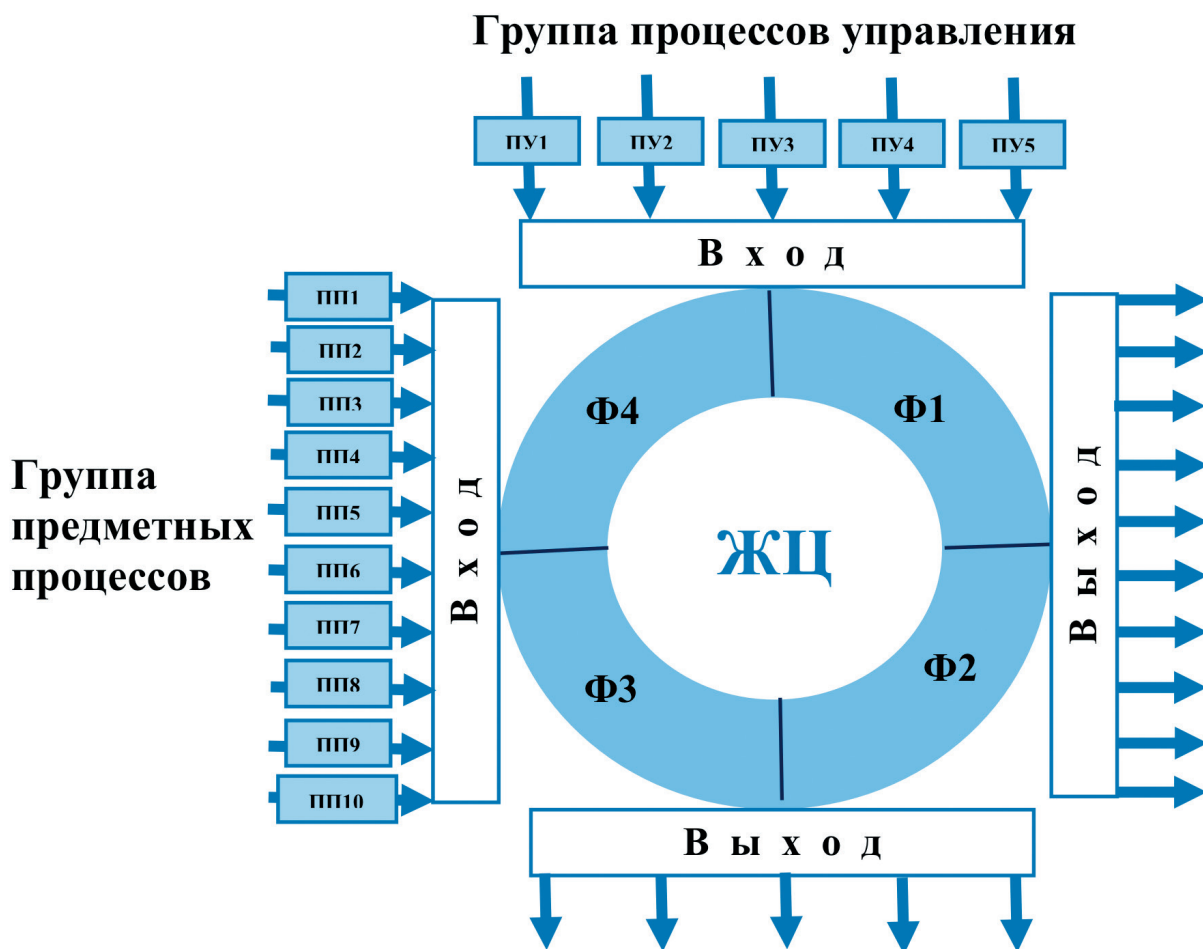 Группа процессов управления
ПУ1 ПУ2 ПУ3 ПУ4 ПУ5
В х о д
Группа
предметных
процессов
ПП1
ПП2
ПП3
ПП4
ПП5
ПП6
ПП7
ПП8
ПП9
ПП10
В х о д
Ф4 Ф1
ЖЦ
Ф3 Ф2
В ы х о д
В ы х о д